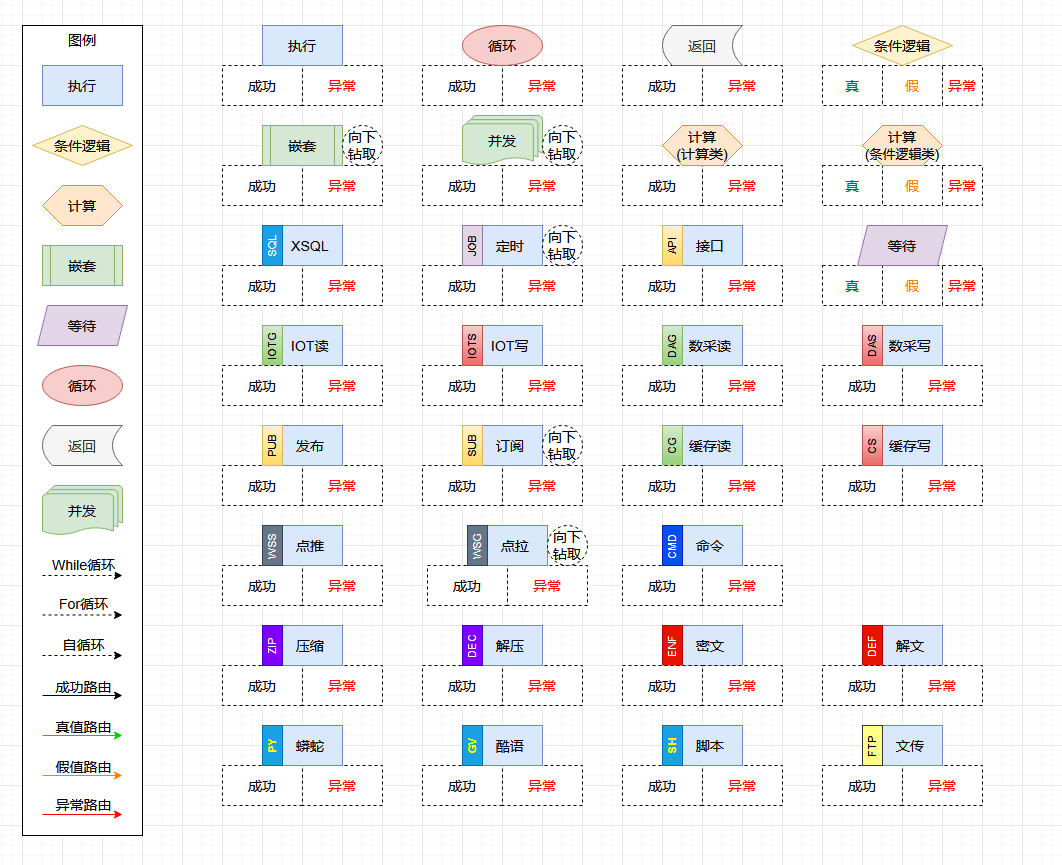 图例
执行
条件逻辑
计算
嵌套
等待
循环
返回
并发
While循环
For循环
自循环
成功路由
真值路由
假值路由
异常路由
执行
成功
异常
循环
成功
异常
返回
成功
异常
条件逻辑
真
假
异常
嵌套
向下
钻取
成功
异常
并发
向下
钻取
成功
异常
计算
(计算类)
成功
异常
计算
(条件逻辑类)
真
假
异常
SQL
XSQL
成功
异常
JOB
定时
向下
钻取
成功
异常
API
接口
成功
异常
等待
真
假
异常
IOTG
IOT读
成功
异常
IOTS
IOT写
成功
异常
DAG
数采读
成功
异常
DAS
数采写
成功
异常
PUB
发布
成功
异常
SUB
订阅
向下
钻取
成功
异常
CG
缓存读
成功
异常
CS
缓存写
成功
异常
WSS
点推
成功
异常
WSG
点拉
向下
钻取
成功
异常
CMD
命令
成功
异常
ZIP
压缩
成功
异常
DEC
解压
成功
异常
ENF
密文
成功
异常
DEF
解文
成功
异常
PY
蟒蛇
成功
异常
GV
酷语
成功
异常
SH
脚本
成功
异常
FTP
文传
成功
异常